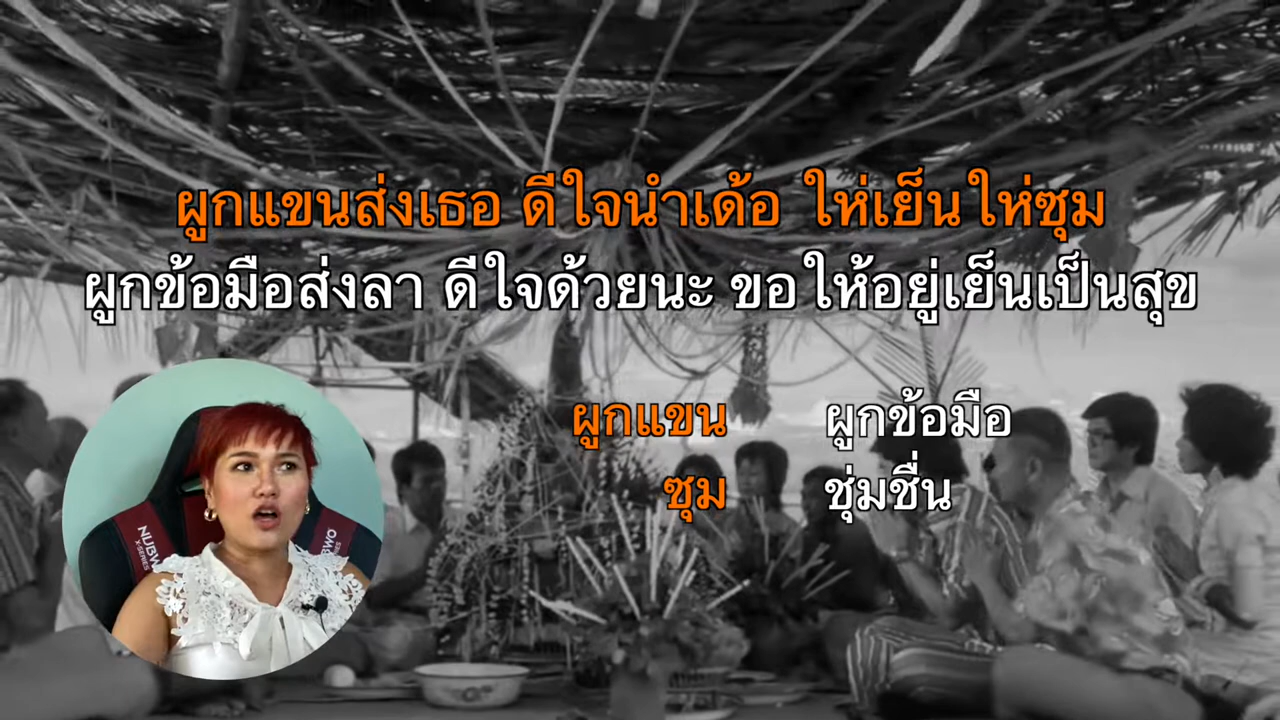 ผูกแขนส่งเธอ ดีใจนำเด้อ ให่เย็นให่ซุม
ผูกข้อมือส่งลา ดีใจด้วยนะ ขอให้อยู่เย็นเป็นสุข
ผูกแขน ผูกข้อมือ
ซุม ชุ่มชื่น
NUBWO
X-SERIES
NUBWO
X-SERIES